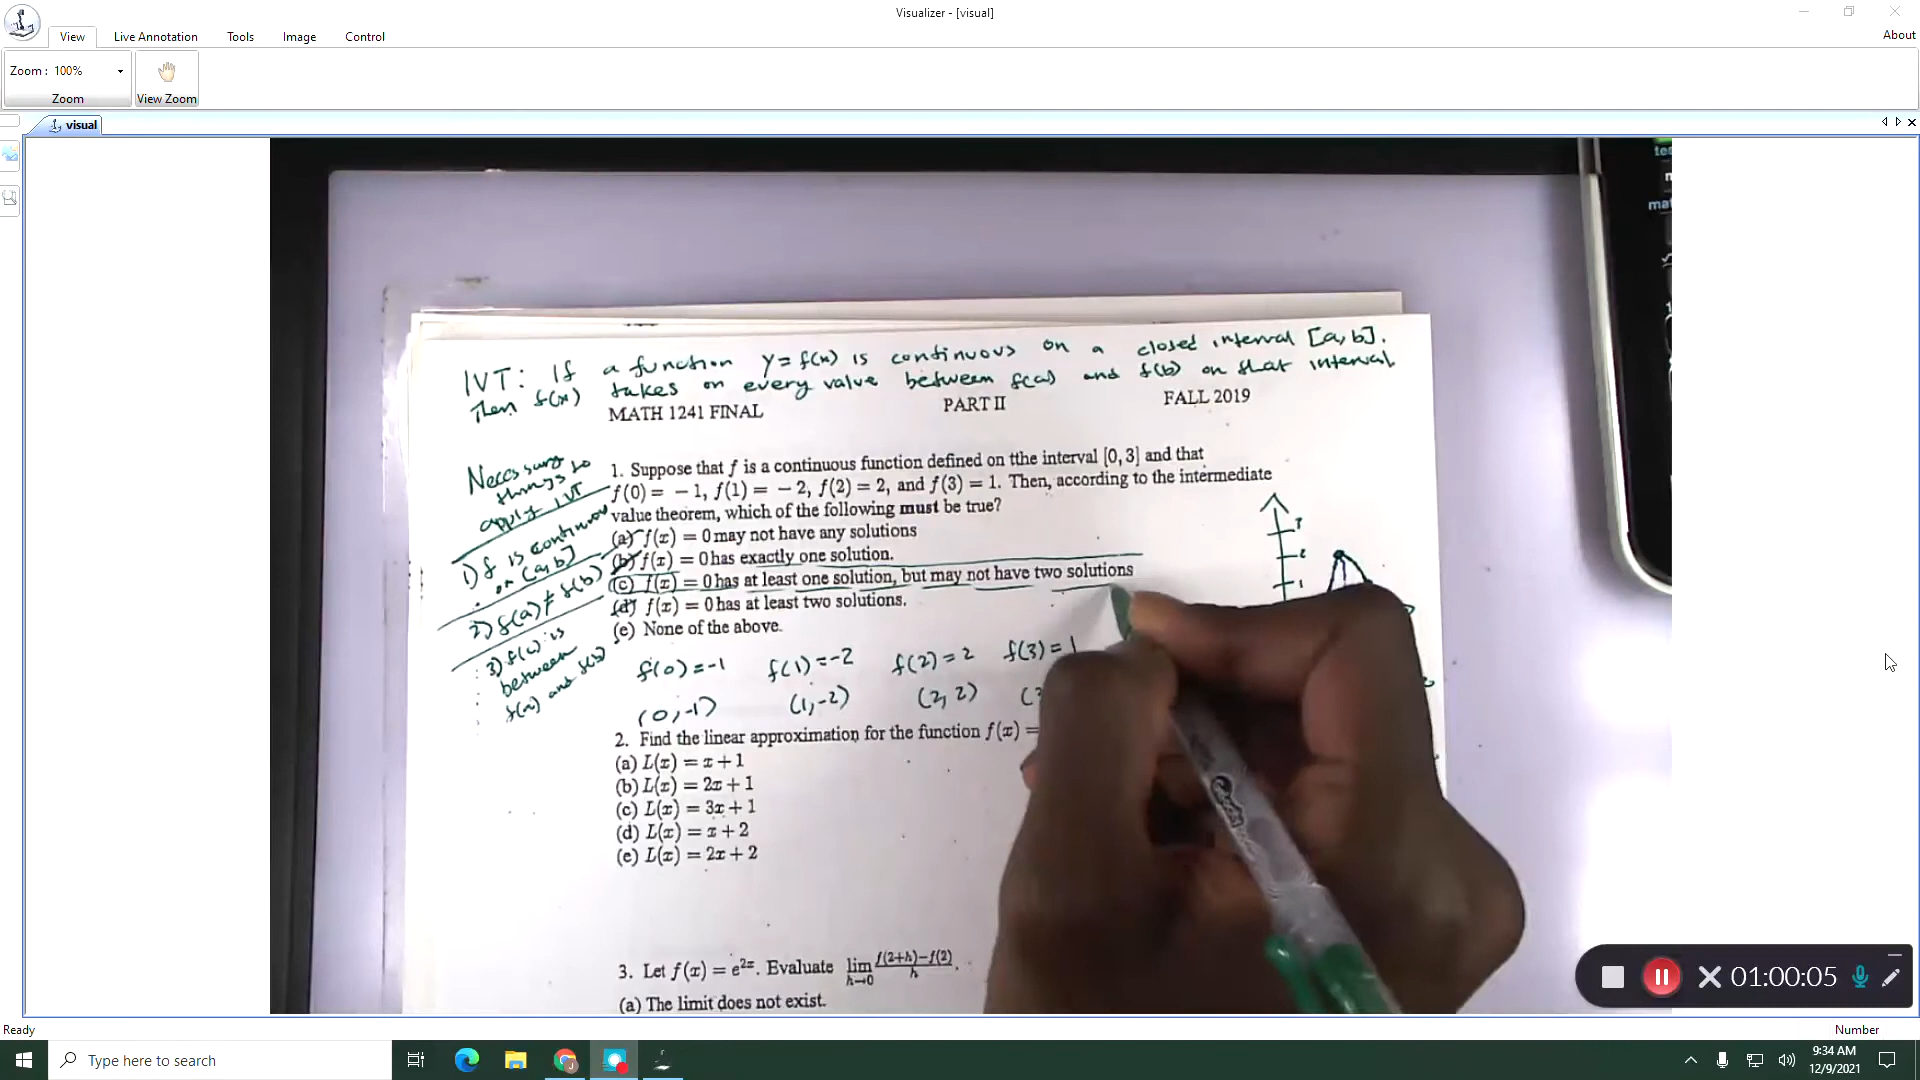 Visualizer - [visual]
View Live Annotation Tools Image Control
About
Zoom : 100%
Zoom
View Zoom
visual
IVT: If a function y = f(x) is continuous on a closed interval [a, b].
Then f(x) takes on every value between f(a) and f(b) on that interval
MATH 1241 FINAL PART II FALL 2019
Necessary
things to
apply IVT
1) f is continuous
on [a, b]
2) f(a) ≠ f(b)
between
1. Suppose that f is a continuous function defined on tthe interval [0, 3] and that
f(0) = −1, f(1) = −2, f(2) = 2, and f(3) = 1. Then, according to the intermediate
value theorem, which of the following must be true?
(a) f(x) = 0 may not have any solutions
(b) f(x) = 0 has exactly one solution.
(c) f(x) = 0 has at least one solution, but may not have two solutions
(d) f(x) = 0 has at least two solutions.
(e) None of the above.
f(0) = -1 f(1) = -2 f(2) = 2 f(3) = 1
(0, -1) (1, -2) (2, 2)
2. Find the linear approximation for the function f(x) =
(a) L(x) = x + 1
(b) L(x) = 2x + 1
(c) L(x) = 3x + 1
(d) L(x) = x + 2
(e) L(x) = 2x + 2
3. Let f(x) = e^{2x}. Evaluate lim_{h→0} (f(2+h)−f(2))/h.
(a) The limit does not exist.
01:00:05
Ready
Number
Type here to search
9:34 AM
12/9/2021